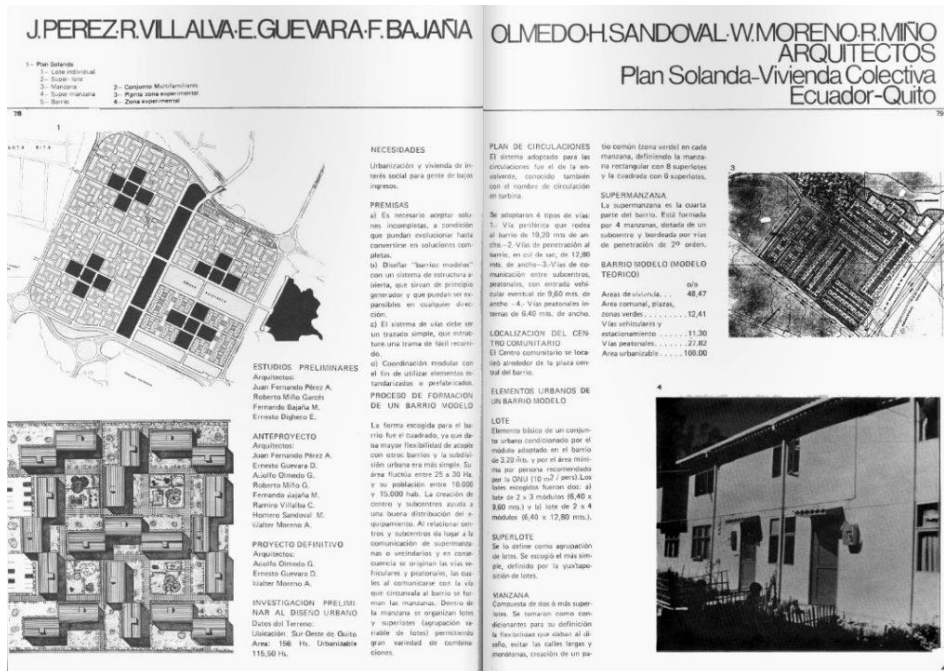 J.PEREZ·R.VILLALVA·E.GUEVARA·F.BAJAÑA
1- Plan Solanda
1- Lote individual
2- Super-lote
3- Manzana
4- Super manzana
5- Barrio
2- Conjunto Multifamiliares
3- Planta zona experimental
4- Zona experimental
78
1
NECESIDADES
Urbanización y vivienda de in-
terés social para gente de bajos
ingresos.
PREMISAS
a) Es necesario aceptar solu-
nes incompletas, a condición
que puedan evolucionar hasta
convertirse en soluciones com-
pletas.
b) Diseñar "barrios modelos"
con un sistema de estructura a-
bierta, que sirvan de principio
generador y que puedan ser ex-
pansibles en cualquier direc-
ción.
c) El sistema de vías debe ser
un trazado simple, que estruc-
ture una trama de fácil recorri-
do.
d) Coordinación modular con
el fin de utilizar elementos es-
tandarizados o prefabricados.
PROCESO DE FORMACION
DE UN BARRIO MODELO
La forma escogida para el ba-
rrio fue el cuadrado, ya que da-
ba mayor flexibilidad de acople
con otros barrios y la subdivi-
sión urbana era más simple. Su
área fluctúa entre 25 a 30 Ha.
y su población entre 10.000
y 15.000 hab. La creación de
centro y subcentros ayuda a
una buena distribución del e-
quipamiento. Al relacionar cen-
tros y subcentros da lugar a la
comunicación de supermanza-
nas o vecindarios y en conse-
cuencia se originan las vías ve-
hiculares y peatonales, las cua-
les al comunicarse con la vía
que circunvala al barrio se for-
man las manzanas. Dentro de
la manzana se organizan lotes
y superlotes (agrupación va-
riable de lotes) permitiendo
gran variedad de combina-
ciones.
ESTUDIOS PRELIMINARES
Arquitectos:
Juan Fernando Pérez A.
Roberto Miño Garcés
Fernando Bajaña M.
Ernesto Dighero E.
ANTEPROYECTO
Arquitectos:
Juan Fernando Pérez A.
Ernesto Guevara D.
Adolfo Olmedo G.
Roberto Miño G.
Fernando Bajaña M.
Ramiro Villalba C.
Homero Sandoval M.
Walter Moreno A.
PROYECTO DEFINITIVO
Arquitectos:
Adolfo Olmedo G.
Ernesto Guevara D.
Walter Moreno A.
INVESTIGACION PRELIMI-
NAR AL DISEÑO URBANO
Datos del Terreno:
Ubicación: Sur-Oeste de Quito
Area: 156 Hs. Urbanizable
116,50 Hs.
OLMEDO·H.SANDOVAL·W.MORENO·R.MIÑO
ARQUITECTOS
Plan Solanda-Vivienda Colectiva
Ecuador-Quito
79
PLAN DE CIRCULACIONES
El sistema adoptado para las
circulaciones fue el de la en-
volvente, conocido también
con el nombre de circulación
en turbina.
Se adoptaron 4 tipos de vías:
1.- Vía periférica que rodea
al barrio de 19,20 mts. de an-
cho.-2.-Vías de penetración al
barrio, en cul de sac, de 12,80
mts. de ancho-3.-Vías de co-
municación entre subcentros,
peatonales, con entrada vehi-
cular eventual de 9,60 mts. de
ancho -4.- Vías peatonales in-
ternas de 6,40 mts. de ancho.
LOCALIZACION DEL CEN-
TRO COMUNITARIO
El Centro comunitario se loca-
lizó alrededor de la plaza cen-
tral del barrio.
ELEMENTOS URBANOS DE
UN BARRIO MODELO
LOTE
Elemento básico de un conjun-
to urbano condicionado por el
módulo adoptado en el barrio
de 3,20 mts. y por el área míni-
ma por persona recomendado
por la ONU (10 m2 / pers).Los
lotes escogidos fueron dos: a)
lote de 2 x 3 módulos (6,40 x
9,60 mts.) y b) lote de 2 x 4
módulos (6,40 x 12,80 mts.).
SUPERLOTE
Se lo define como agrupación
de lotes. Se escogió el más sim-
ple, definido por la yuxtapo-
sición de lotes.
MANZANA
Compuesta de dos ó más super-
lotes. Se tomaron como con-
dicionantes para su definición
la flexibilidad que daban al di-
seño, evitar las calles largas y
monótonas, creación de un pa-
tio común (zona verde) en cada
manzana, definiendo la manza-
na rectangular con 8 superlotes
y la cuadrada con 6 superlotes.
SUPERMANZANA
La supermanzana es la cuarta
parte del barrio. Está formada
por 4 manzanas, dotada de un
subcentro y bordeada por vías
de penetración de 2º orden.
BARRIO MODELO (MODELO
TEORICO)
o/o
Areas de vivienda. . . 48,47
Area comunal, plazas,
zonas verdes . . . . . . . . 12,41
Vías vehiculares y
estacionamiento . . . . . . 11.30
Vías peatonales. . . . . . . 27.82
Area urbanizable . . . . 100.00
3
4